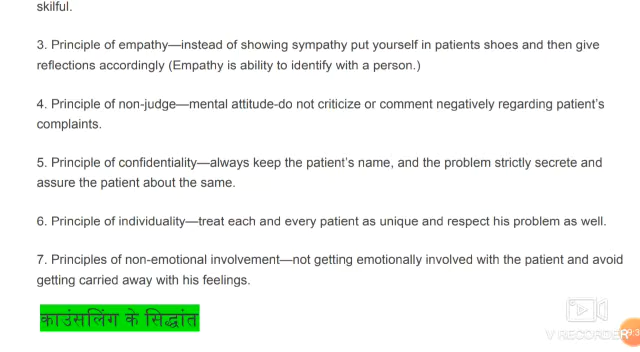 skilful.
3. Principle of empathy—instead of showing sympathy put yourself in patients shoes and then give
reflections accordingly (Empathy is ability to identify with a person.)
4. Principle of non-judge—mental attitude-do not criticize or comment negatively regarding patient's
complaints.
5. Principle of confidentiality—always keep the patient's name, and the problem strictly secrete and
assure the patient about the same.
6. Principle of individuality—treat each and every patient as unique and respect his problem as well.
7. Principles of non-emotional involvement—not getting emotionally involved with the patient and avoid
getting carried away with his feelings.
काउंसलिंग के सिद्धांत
V RECORDER